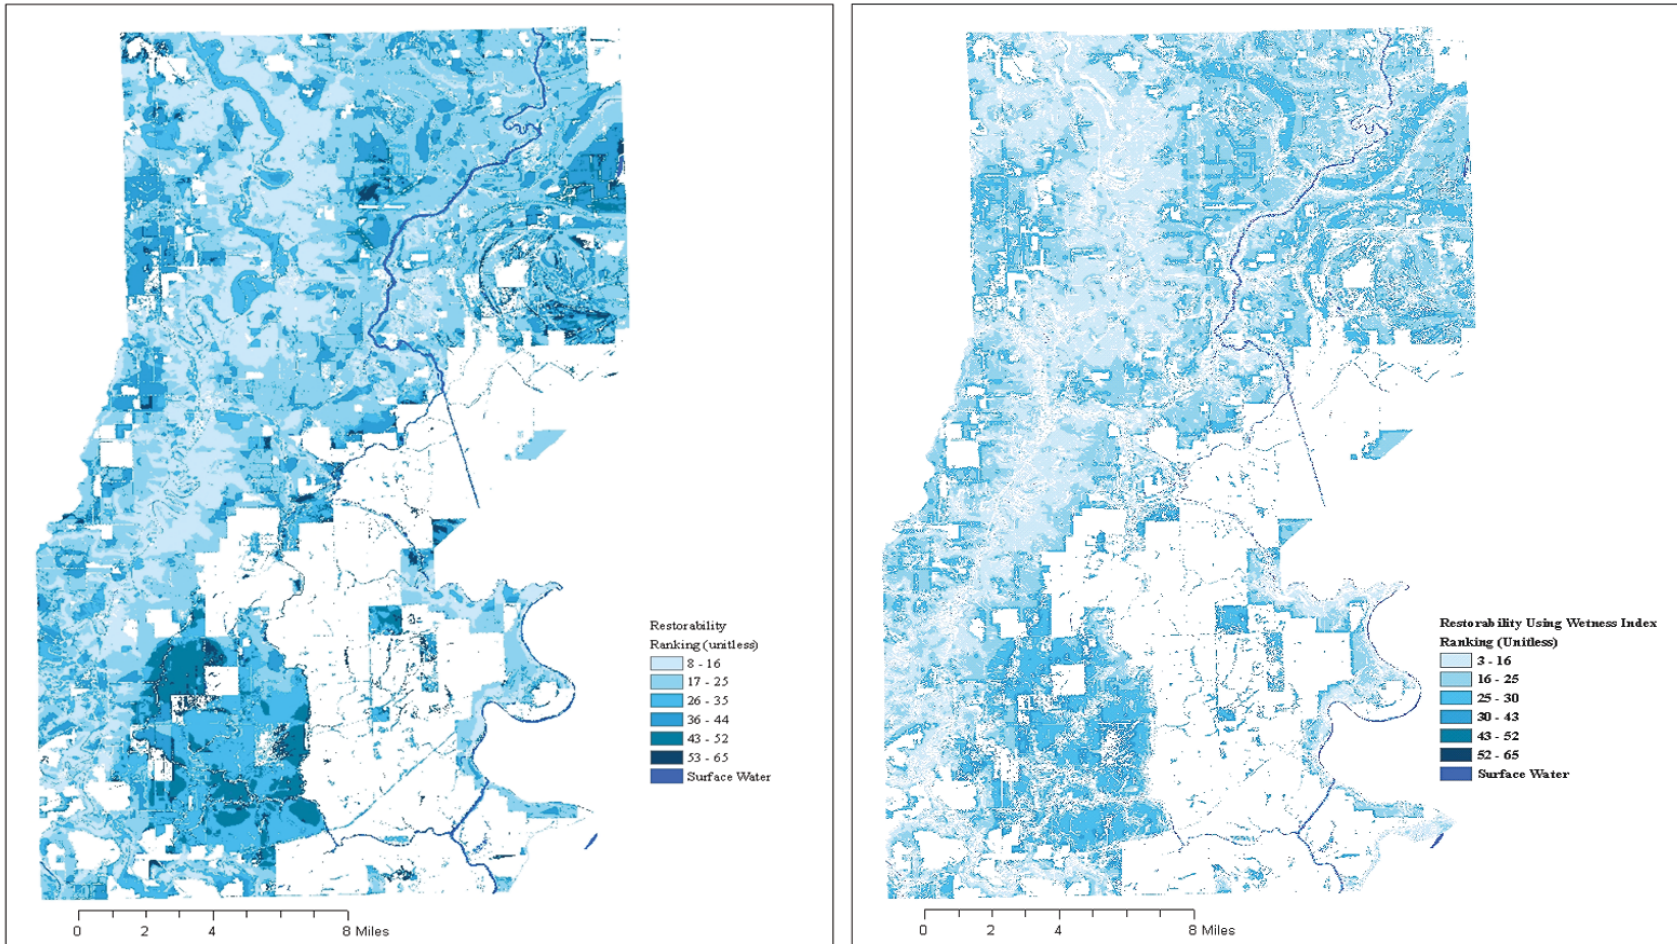 Restorability
Ranking (unitless)
8 - 16
17 - 25
26 - 35
36 - 44
43 - 52
53 - 65
Surface Water
0 2 4 8 Miles
Restorability Using Wetness Index
Ranking (Unitless)
3 - 16
16 - 25
25 - 30
30 - 43
43 - 52
52 - 65
Surface Water
0 2 4 8 Miles